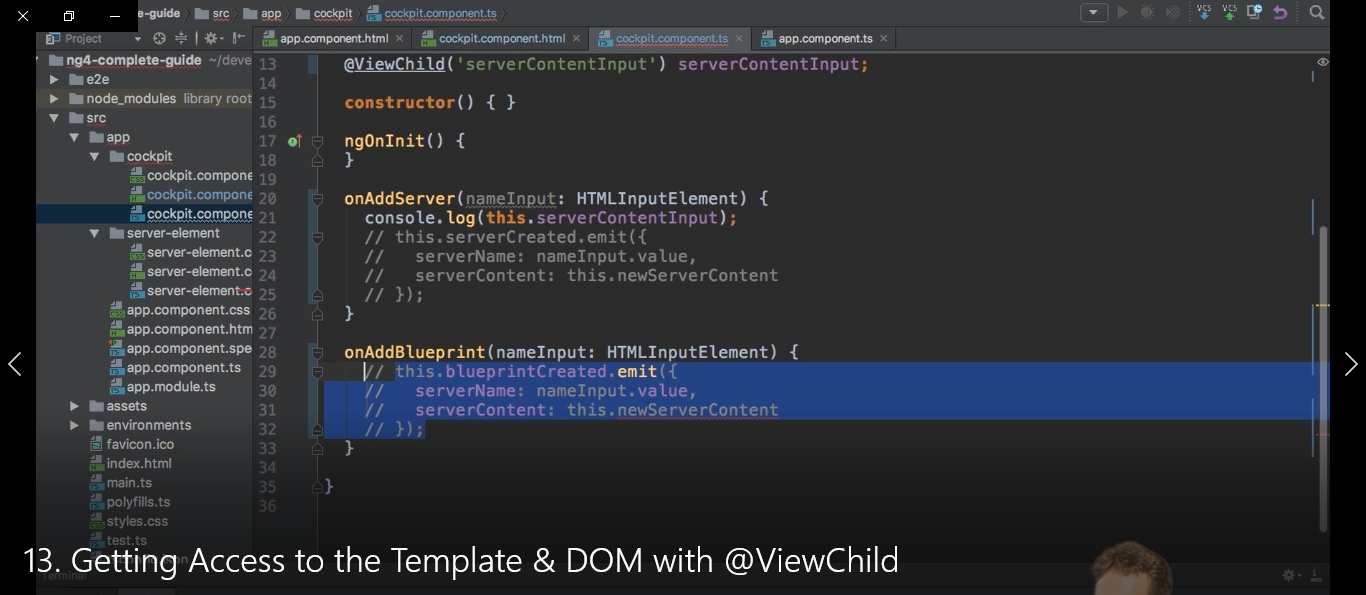 e-guide src app cockpit cockpit.component.ts
VCS VCS
Project
app.component.html cockpit.component.html cockpit.component.ts app.component.ts
ng4-complete-guide ~/deve
e2e
node_modules library root
src
app
cockpit
cockpit.compone
cockpit.compone
cockpit.compone
server-element
server-element.c
server-element.c
server-element.c
app.component.css
app.component.htm
app.component.spe
app.component.ts
app.module.ts
assets
environments
favicon.ico
index.html
main.ts
polyfills.ts
styles.css
test.ts
13 @ViewChild('serverContentInput') serverContentInput;
14
15 constructor() { }
16
17 ngOnInit() {
18 }
19
20 onAddServer(nameInput: HTMLInputElement) {
21 console.log(this.serverContentInput);
22 // this.serverCreated.emit({
23 //   serverName: nameInput.value,
24 //   serverContent: this.newServerContent
25 // });
26 }
27
28 onAddBlueprint(nameInput: HTMLInputElement) {
29 // this.blueprintCreated.emit({
30 //   serverName: nameInput.value,
31 //   serverContent: this.newServerContent
32 // });
33 }
34
35 }
36
13. Getting Access to the Template & DOM with @ViewChild
Terminal